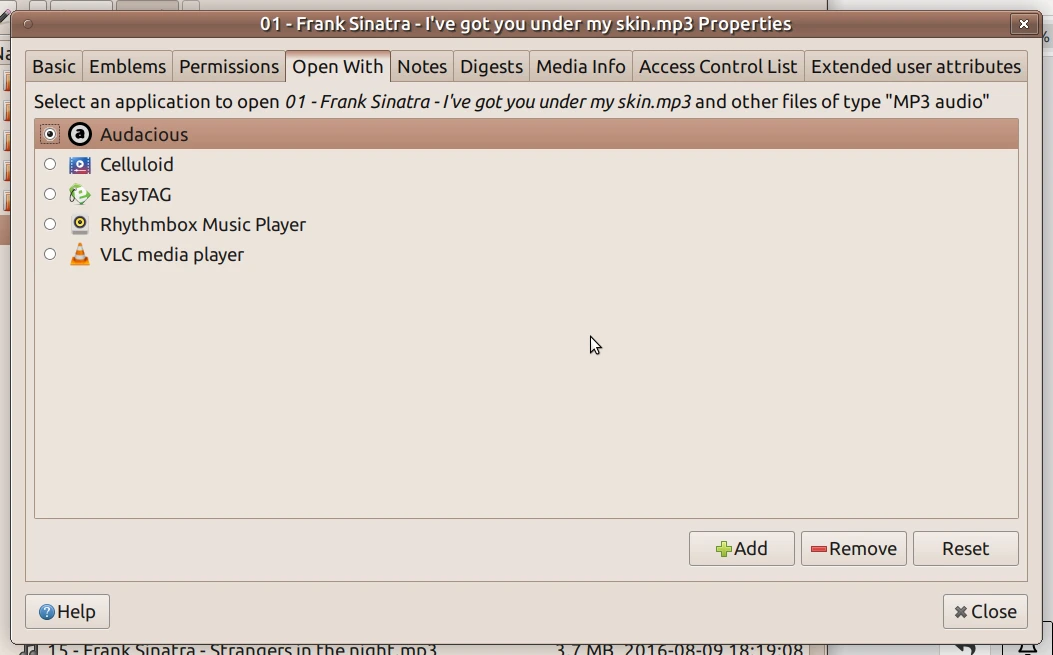 01 - Frank Sinatra - I've got you under my skin.mp3 Properties
Basic Emblems Permissions Open With Notes Digests Media Info Access Control List Extended user attributes
Select an application to open 01 - Frank Sinatra - I've got you under my skin.mp3 and other files of type "MP3 audio"
Audacious
Celluloid
EasyTAG
Rhythmbox Music Player
VLC media player
Add Remove Reset
Help Close
15 - Frank Sinatra - Strangers in the night.mp3 3,7 MB 2016-08-09 18:19:08